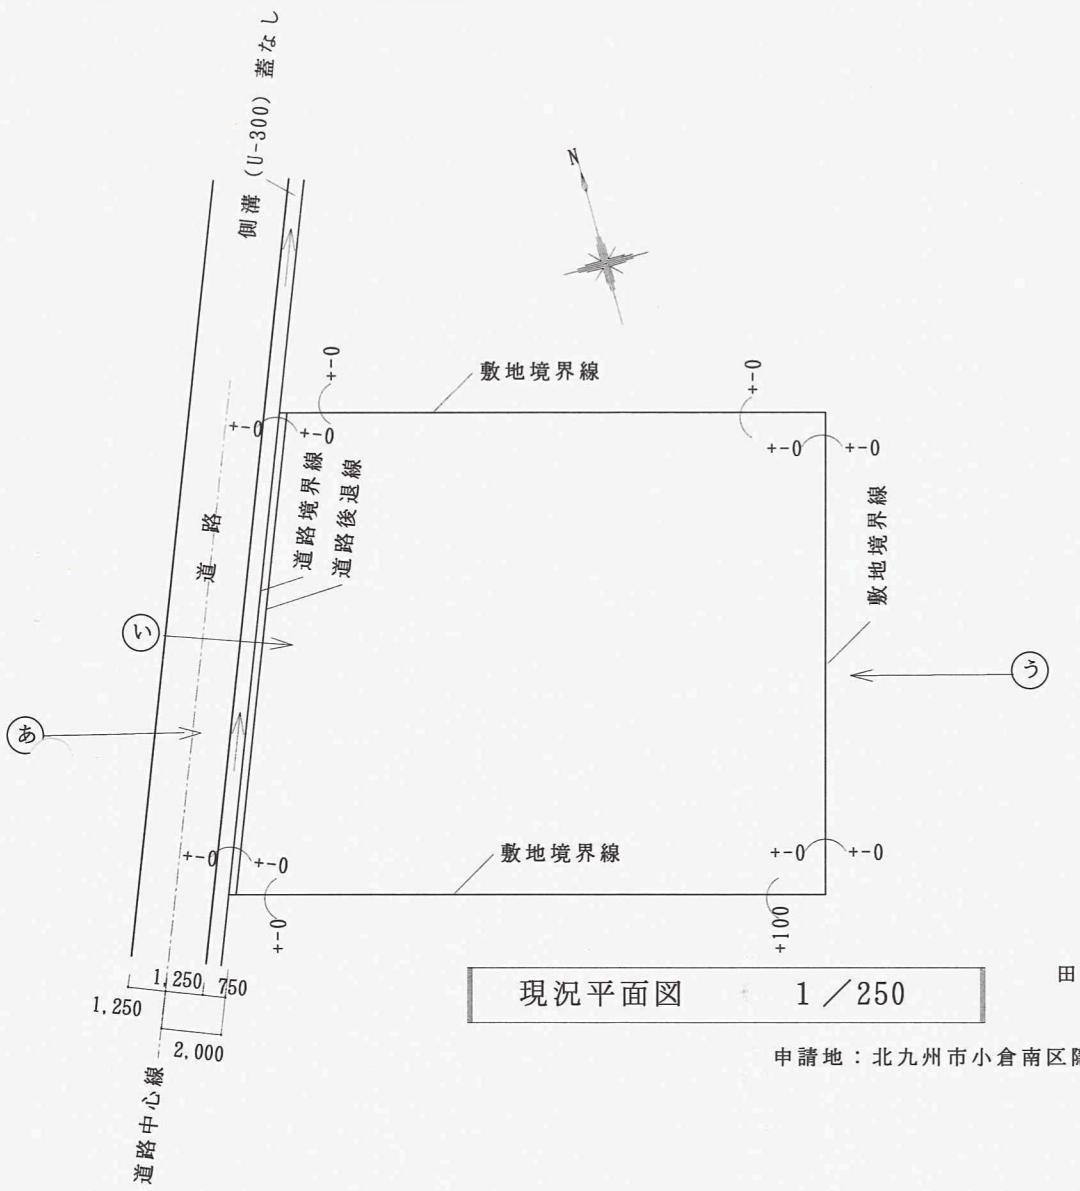 側溝 (U-300) 蓋なし
N
敷地境界線
+-0
+-0
+-0
+-0
+-0
+-0
道路境界線
道路後退線
敷地境界線
道路
い
う
あ
+-0
+-0
敷地境界線
+-0
+-0
+-0
+100
1,250
1,250
750
2,000
道路中心線
現況平面図 1/250
田
申請地：北九州市小倉南区